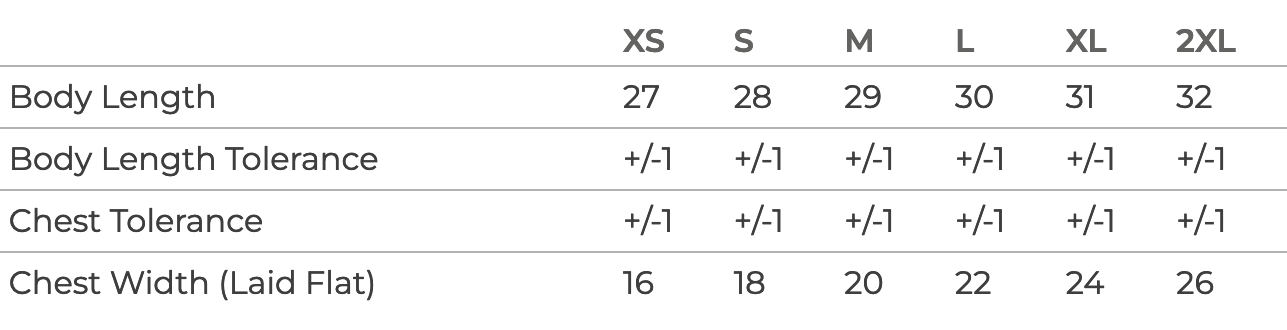 XS S M L XL 2XL
Body Length 27 28 29 30 31 32
Body Length Tolerance +/-1 +/-1 +/-1 +/-1 +/-1 +/-1
Chest Tolerance +/-1 +/-1 +/-1 +/-1 +/-1 +/-1
Chest Width (Laid Flat) 16 18 20 22 24 26